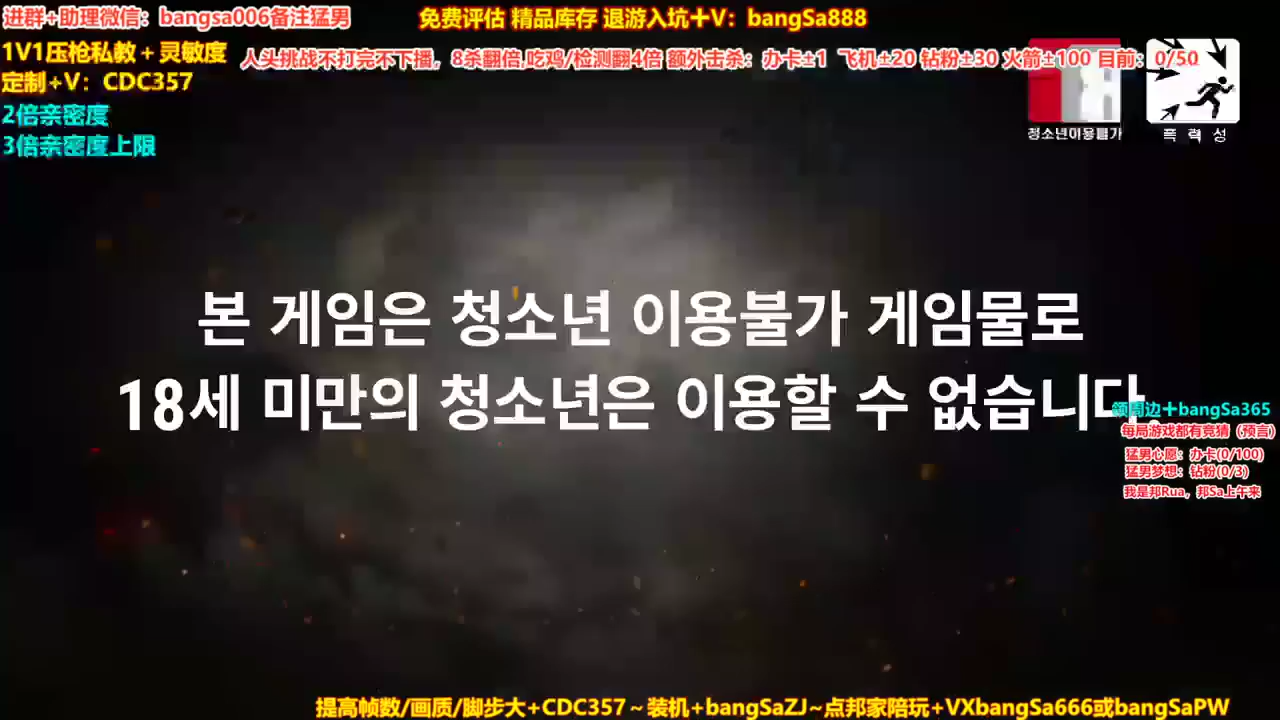 进群+助理微信：bangsa006备注猛男
免费评估 精品库存 退游入坑+V：bangSa888
1V1压枪私教＋灵敏度
定制+V：CDC357
人头挑战不打完不下播，8杀翻倍,吃鸡/检测翻4倍 额外击杀：办卡±1 飞机±20 钻粉±30 火箭±100 目前：0/50
2倍亲密度
3倍亲密度上限
청소년이용불가
폭력성
본 게임은 청소년 이용불가 게임물로
18세 미만의 청소년은 이용할 수 없습니다
领周边+bangSa365
每局游戏都有竞猜（预言）
猛男心愿：办卡(0/100)
猛男梦想：钻粉(0/3)
我是邦Rua，邦Sa上午来
提高帧数/画质/脚步大+CDC357～装机+bangSaZJ~点邦家陪玩+VXbangSa666或bangSaPW